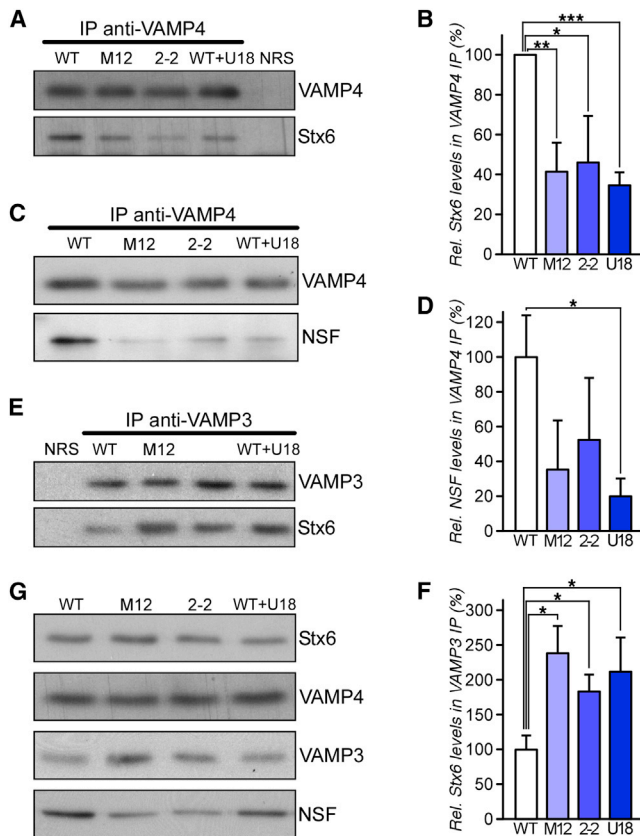 A
IP anti-VAMP4
WT M12 2-2 WT+U18 NRS
VAMP4
Stx6
B
Rel. Stx6 levels in VAMP4 IP (%)
100
80
60
40
20
0
***
*
**
WT M12 2-2 U18
C
IP anti-VAMP4
WT M12 2-2 WT+U18
VAMP4
NSF
D
Rel. NSF levels in VAMP4 IP (%)
120
100
80
60
40
20
0
*
WT M12 2-2 U18
E
IP anti-VAMP3
NRS WT M12 WT+U18
VAMP3
Stx6
F
Rel. Stx6 levels in VAMP3 IP (%)
300
250
200
150
100
50
0
*
*
*
WT M12 2-2 U18
G
WT M12 2-2 WT+U18
Stx6
VAMP4
VAMP3
NSF